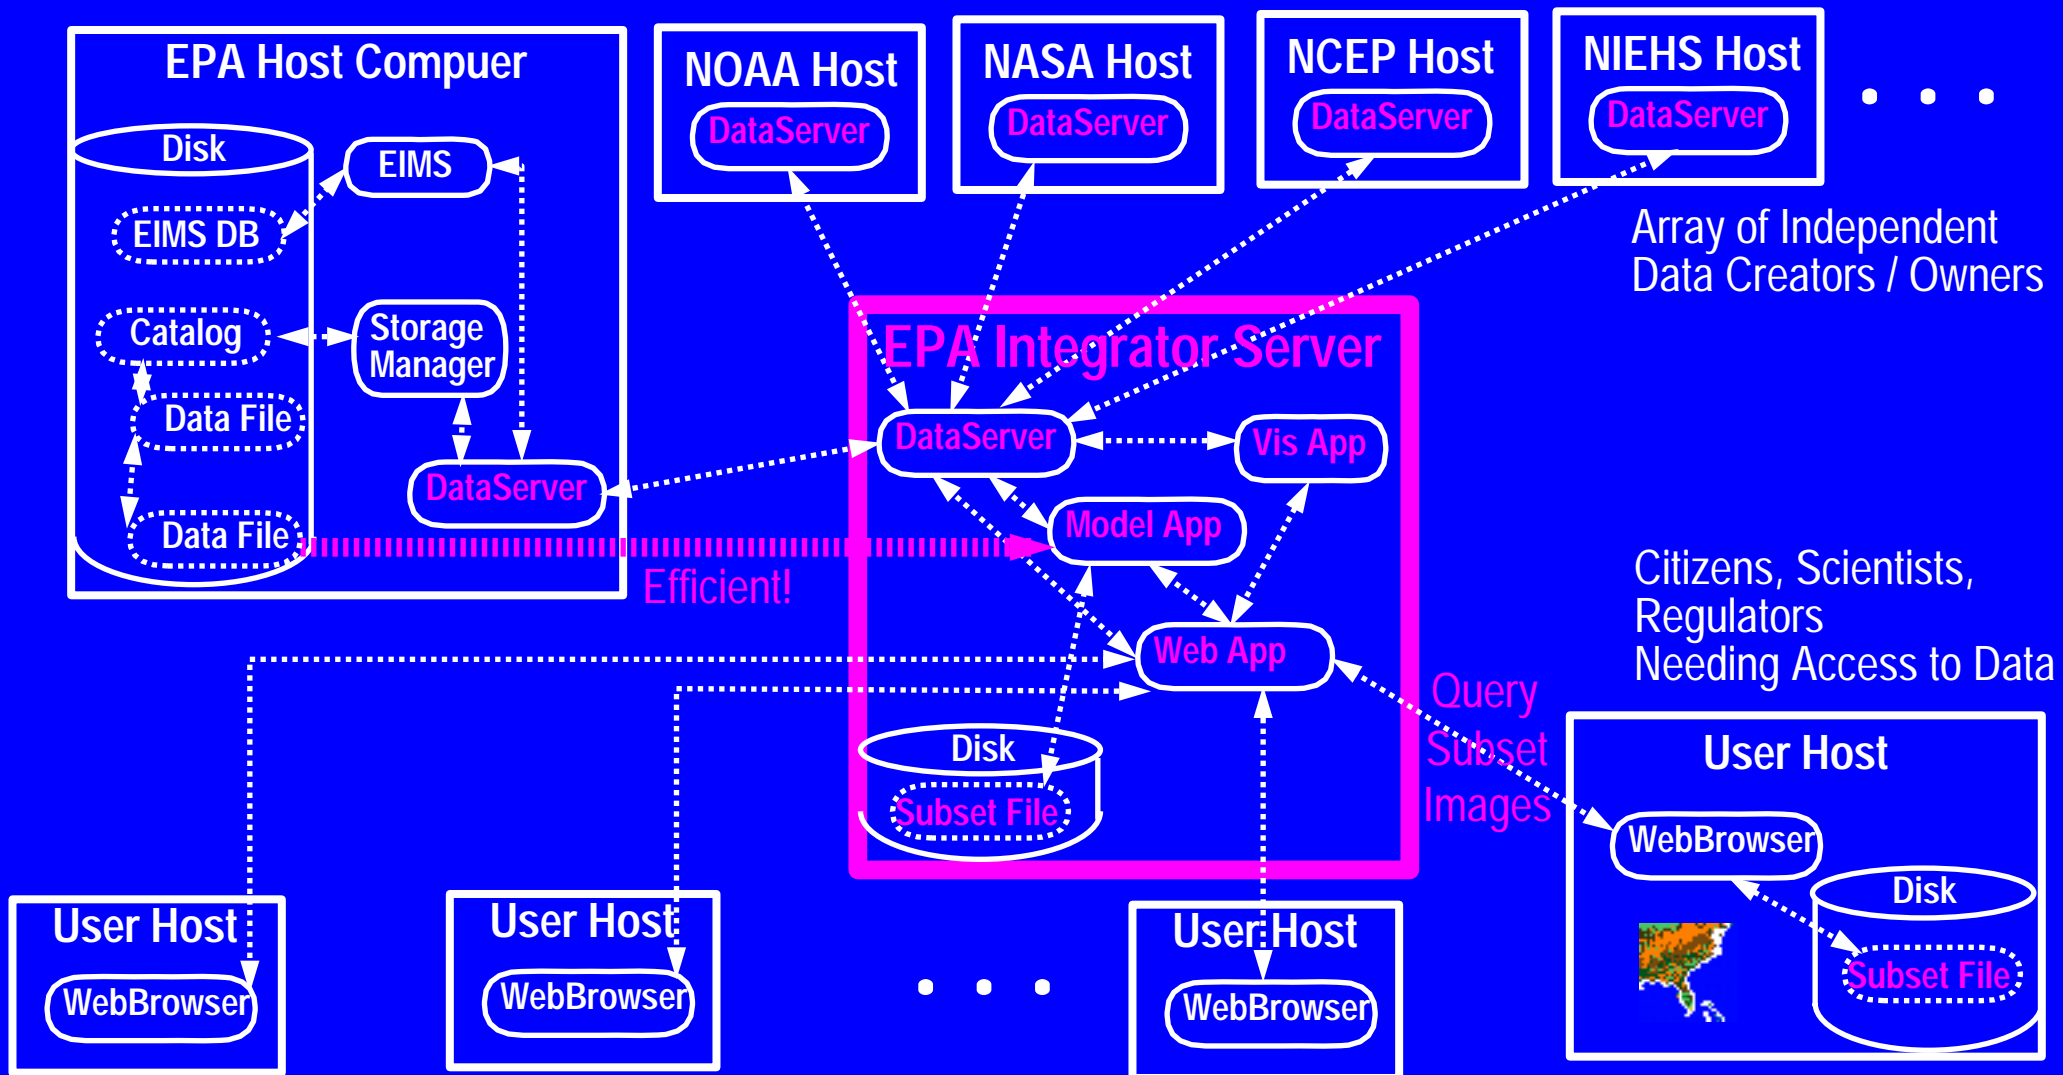 EPA Host Compuer
Disk
EIMS
EIMS DB
Catalog
Storage
Manager
Data File
DataServer
Data File
Efficient!
NOAA Host
DataServer
NASA Host
DataServer
NCEP Host
DataServer
NIEHS Host
DataServer
. . .
Array of Independent
Data Creators / Owners
EPA Integrator Server
DataServer
Vis App
Model App
Web App
Disk
Subset File
Query
Subset
Images
Citizens, Scientists,
Regulators
Needing Access to Data
User Host
WebBrowser
Disk
Subset File
User Host
WebBrowser
User Host
WebBrowser
. . .
User Host
WebBrowser